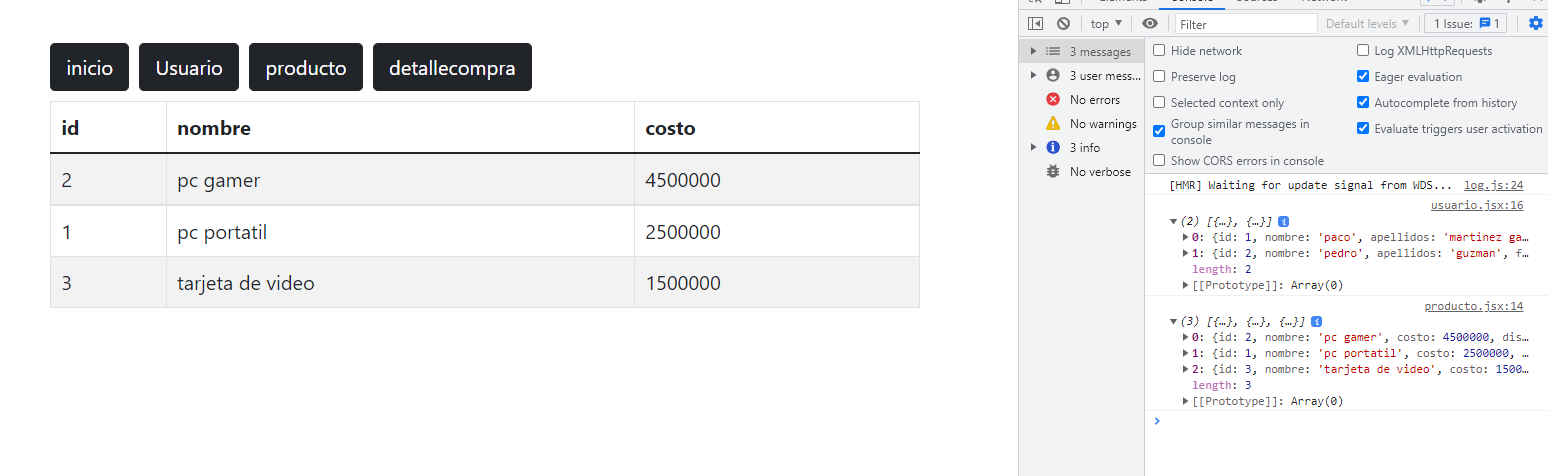 inicio Usuario producto detallecompra
id nombre costo
2 pc gamer 4500000
1 pc portatil 2500000
3 tarjeta de video 1500000
top Filter Default levels 1 Issue: 1
3 messages
3 user mess...
No errors
No warnings
3 info
No verbose
Hide network Log XMLHttpRequests
Preserve log Eager evaluation
Selected context only Autocomplete from history
Group similar messages in console Evaluate triggers user activation
Show CORS errors in console
[HMR] Waiting for update signal from WDS... log.js:24
usuario.jsx:16
(2) [{…}, {…}]
0: {id: 1, nombre: 'paco', apellidos: 'martinez ga…
1: {id: 2, nombre: 'pedro', apellidos: 'guzman', f…
length: 2
[[Prototype]]: Array(0)
producto.jsx:14
(3) [{…}, {…}, {…}]
0: {id: 2, nombre: 'pc gamer', costo: 4500000, dis…
1: {id: 1, nombre: 'pc portatil', costo: 2500000, …
2: {id: 3, nombre: 'tarjeta de video', costo: 1500…
length: 3
[[Prototype]]: Array(0)